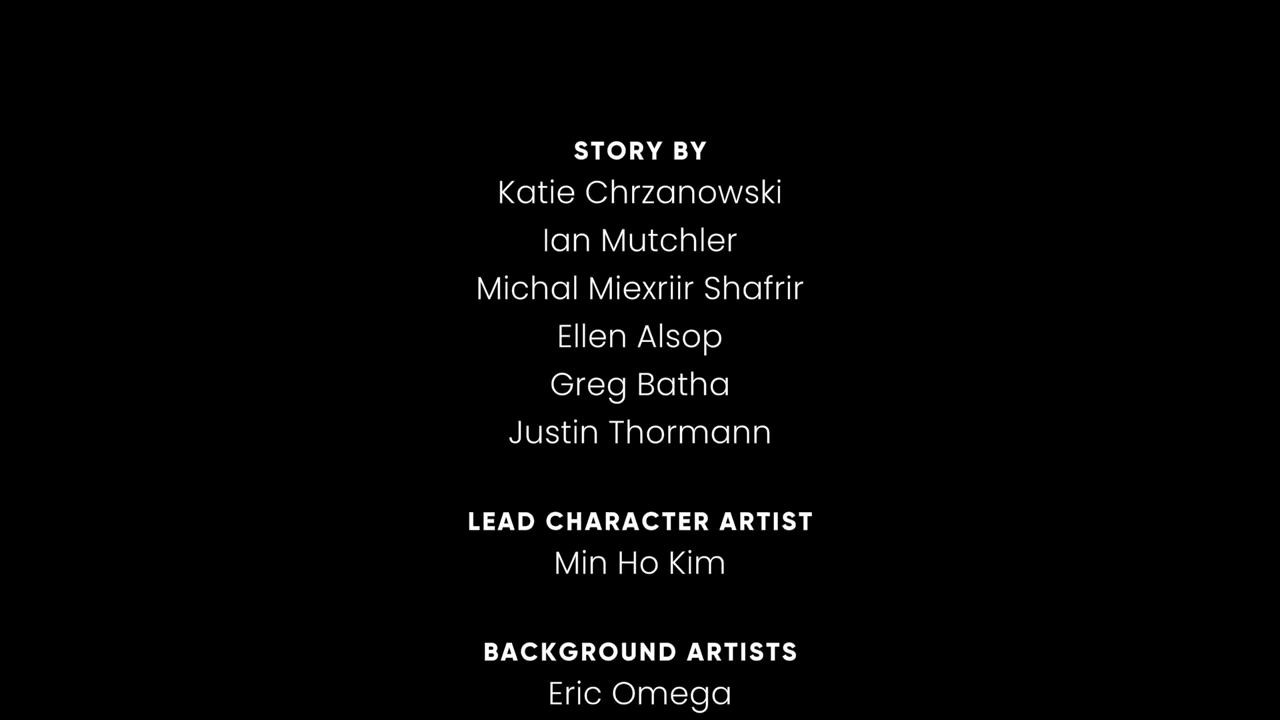 STORY BY
Katie Chrzanowski
Ian Mutchler
Michal Miexriir Shafrir
Ellen Alsop
Greg Batha
Justin Thormann
LEAD CHARACTER ARTIST
Min Ho Kim
BACKGROUND ARTISTS
Eric Omega